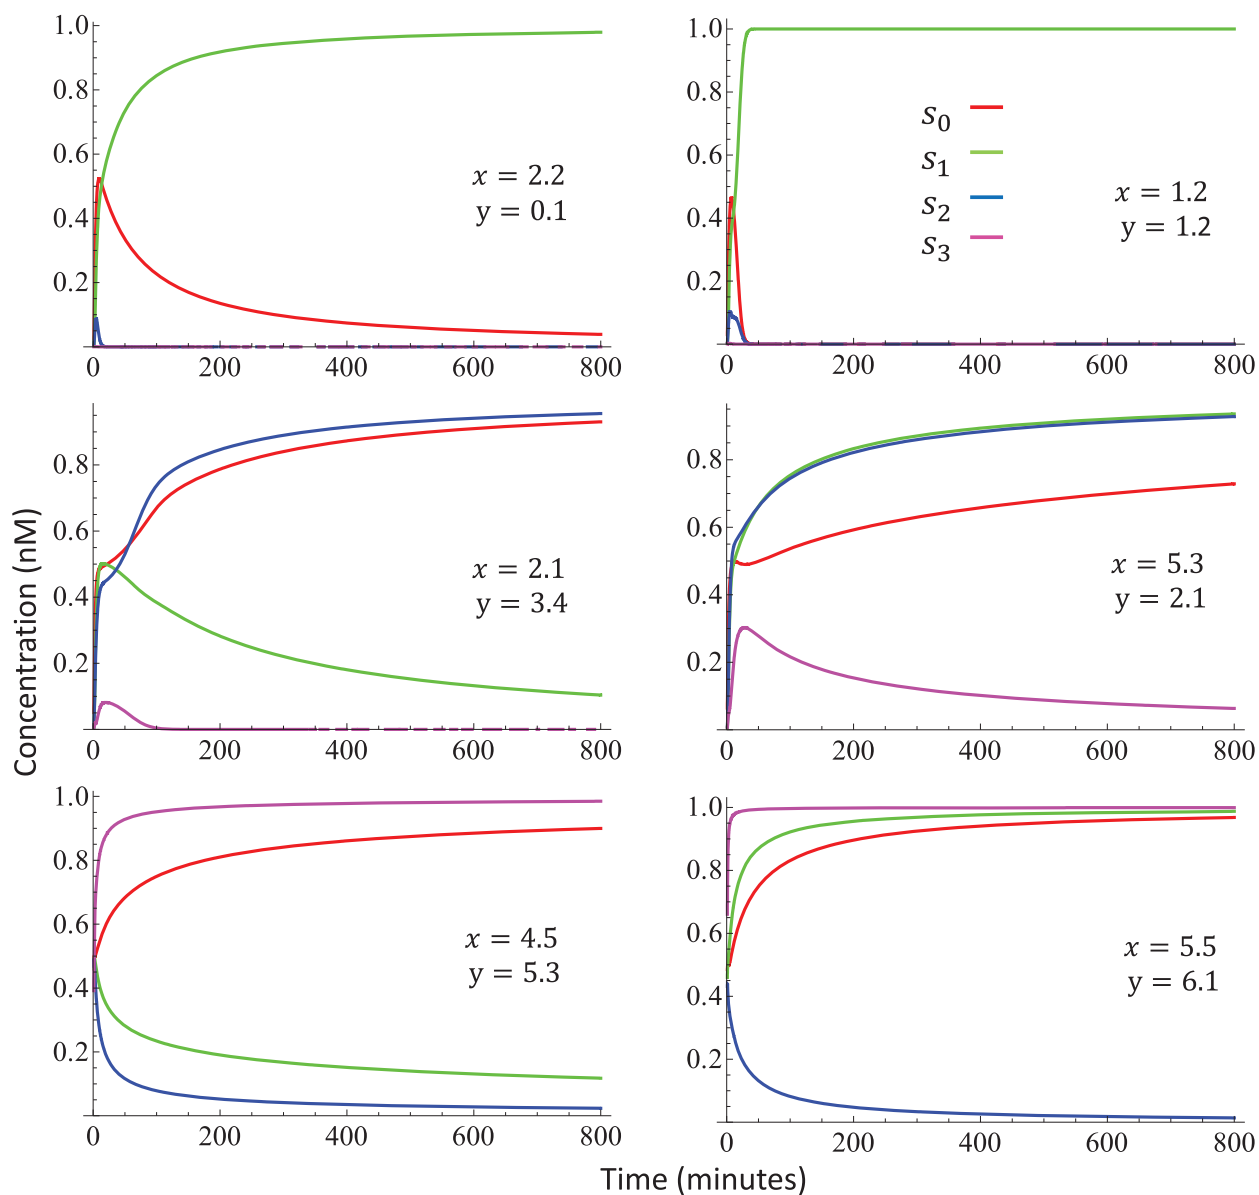 1.0
0.8
0.6
0.4
0.2
0 200 400 600 800
x = 2.2
y = 0.1
1.0
0.8
0.6
0.4
0.2
0 200 400 600 800
s0
s1
s2
s3
x = 1.2
y = 1.2
0.8
0.6
0.4
0.2
0 200 400 600 800
x = 2.1
y = 3.4
0.8
0.6
0.4
0.2
0 200 400 600 800
x = 5.3
y = 2.1
Concentration (nM)
1.0
0.8
0.6
0.4
0.2
0 200 400 600 800
x = 4.5
y = 5.3
1.0
0.8
0.6
0.4
0.2
0 200 400 600 800
x = 5.5
y = 6.1
Time (minutes)